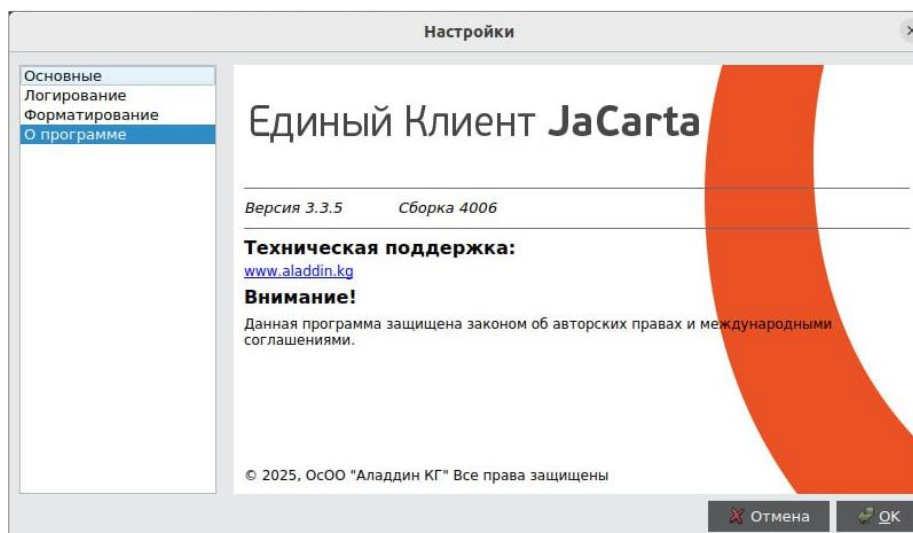 Настройки
Основные
Логирование
Форматирование
О программе
Единый Клиент JaCarta
Версия 3.3.5 Сборка 4006
Техническая поддержка:
www.aladdin.kg
Внимание!
Данная программа защищена законом об авторских правах и международными
соглашениями.
© 2025, ОсОО "Аладдин КГ" Все права защищены
Отмена
OK